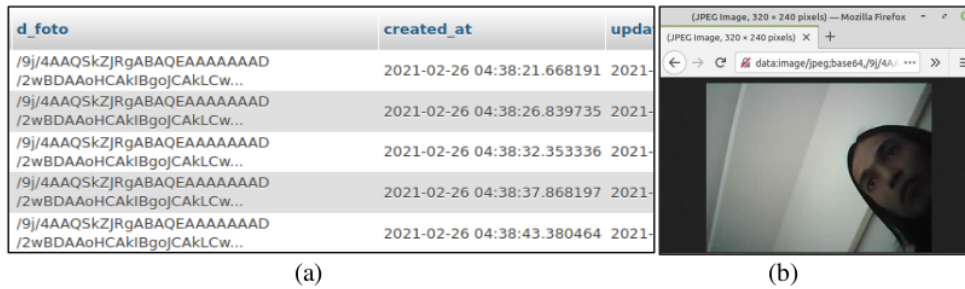 d_foto created_at upda
/9j/4AAQSkZJRgABAQEAAAAAAAD
/2wBDAAoHCAkIBgoJCAkLCw... 2021-02-26 04:38:21.668191 2021-
/9j/4AAQSkZJRgABAQEAAAAAAAD
/2wBDAAoHCAkIBgoJCAkLCw... 2021-02-26 04:38:26.839735 2021-
/9j/4AAQSkZJRgABAQEAAAAAAAD
/2wBDAAoHCAkIBgoJCAkLCw... 2021-02-26 04:38:32.353336 2021-
/9j/4AAQSkZJRgABAQEAAAAAAAD
/2wBDAAoHCAkIBgoJCAkLCw... 2021-02-26 04:38:37.868197 2021-
/9j/4AAQSkZJRgABAQEAAAAAAAD
/2wBDAAoHCAkIBgoJCAkLCw... 2021-02-26 04:38:43.380464 2021-
(a)
(JPEG Image, 320 × 240 pixels) — Mozilla Firefox
(JPEG Image, 320 × 240 pixels)
data:image/jpeg;base64,/9j/4A
(b)